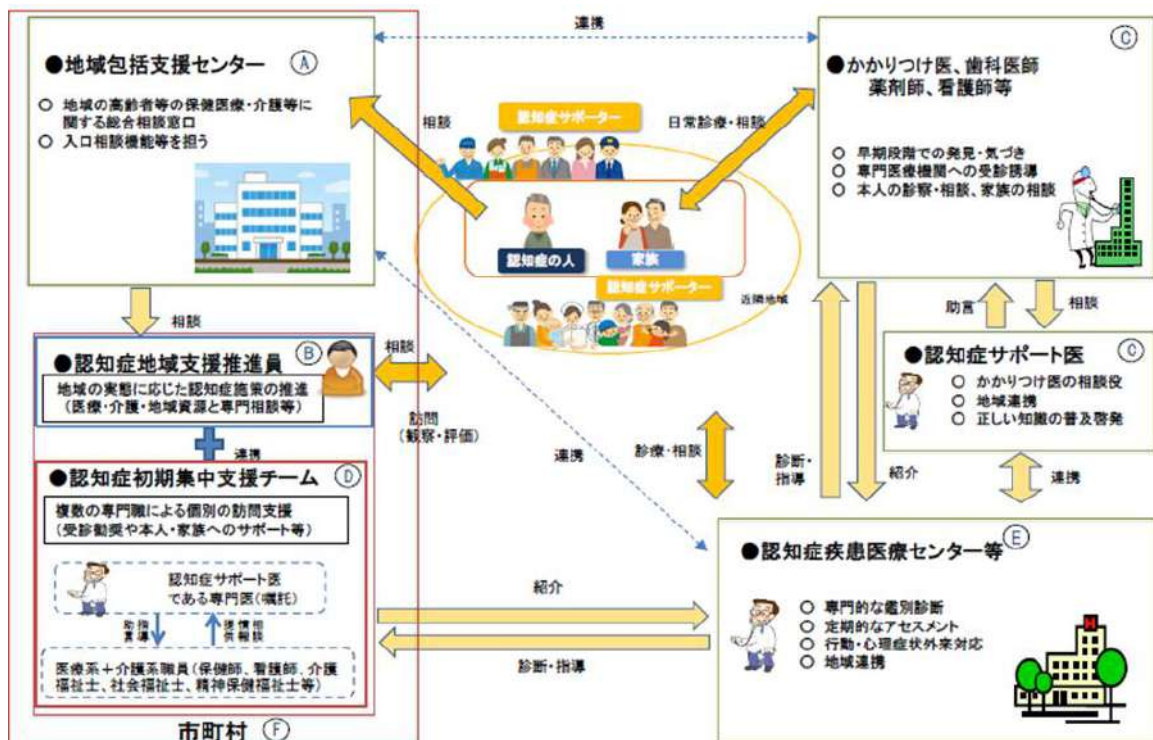 連携
●地域包括支援センター
A
○ 地域の高齢者等の保健医療・介護等に
関する総合相談窓口
○ 入口相談機能等を担う
相談
認知症サポーター
日常診療・相談
認知症の人
家族
認知症サポーター
近隣地域
C
●かかりつけ医、歯科医師
薬剤師、看護師等
○ 早期段階での発見・気づき
○ 専門医療機関への受診誘導
○ 本人の診察・相談、家族の相談
相談
助言
相談
●認知症地域支援推進員
B
地域の実態に応じた認知症施策の推進
(医療・介護・地域資源と専門相談等)
相談
訪問
(観察・評価)
連携
●認知症サポート医
C
○ かかりつけ医の相談役
○ 地域連携
○ 正しい知識の普及啓発
連携
診療・相談
診断・
指導
紹介
連携
●認知症初期集中支援チーム
D
複数の専門職による個別の訪問支援
(受診勧奨や本人・家族へのサポート等)
認知症サポート医
である専門医(嘱託)
指導
助言
相談
情報
提供
医療系+介護系職員(保健師、看護師、介護
福祉士、社会福祉士、精神保健福祉士等)
市町村
F
紹介
診断・指導
●認知症疾患医療センター等
E
○ 専門的な鑑別診断
○ 定期的なアセスメント
○ 行動・心理症状外来対応
○ 地域連携
H